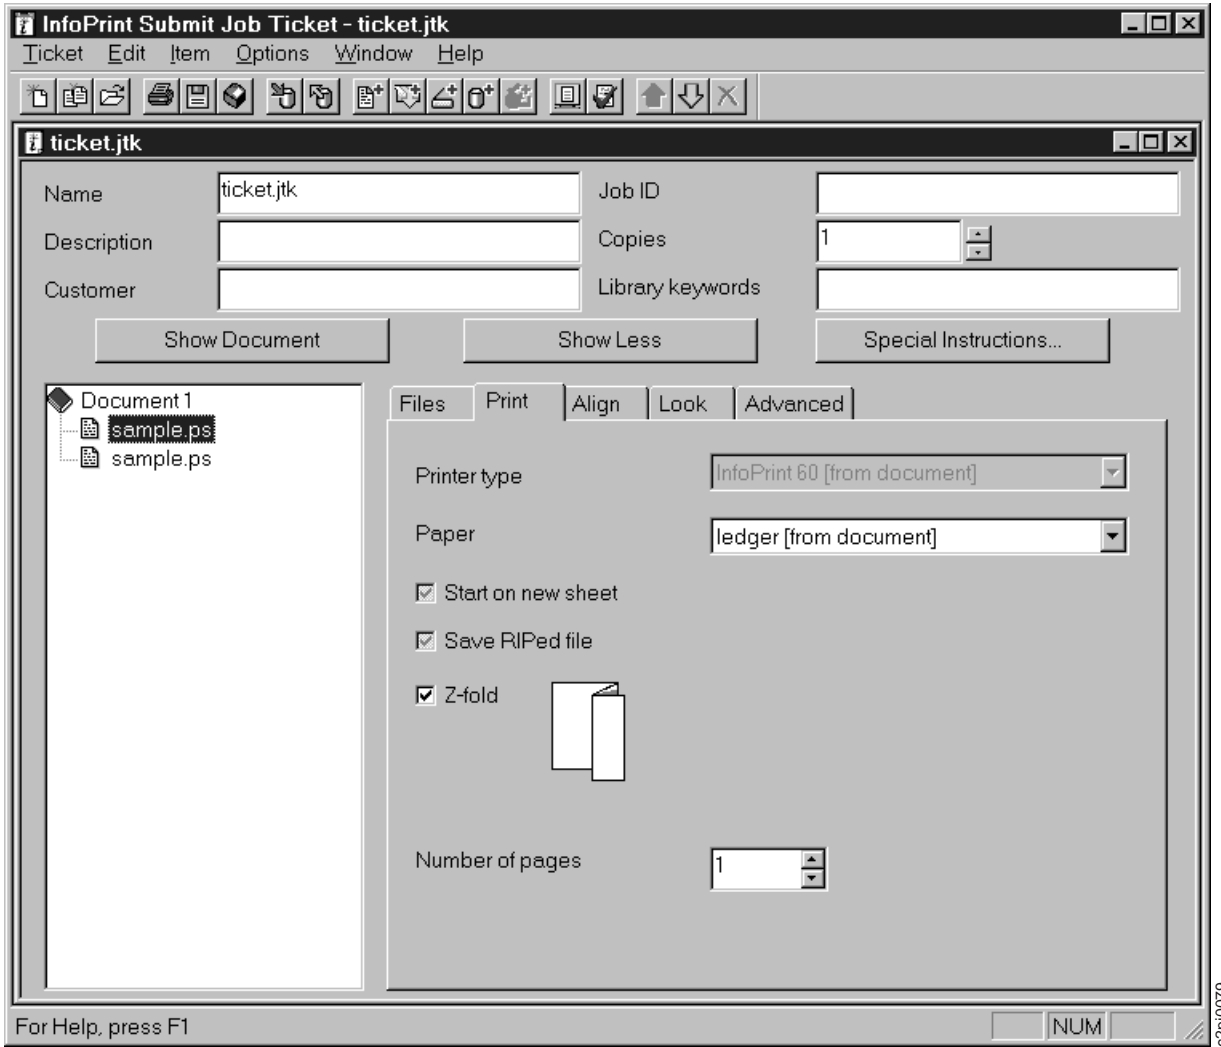 InfoPrint Submit Job Ticket - ticket.jtk
Ticket Edit Item Options Window Help
ticket.jtk
Name ticket.jtk Job ID
Description Copies 1
Customer Library keywords
Show Document Show Less Special Instructions...
Document 1 Files Print Align Look Advanced
sample.ps
sample.ps
Printer type InfoPrint 60 [from document]
Paper ledger [from document]
Start on new sheet
Save RIPed file
Z-fold
Number of pages 1
For Help, press F1 NUM